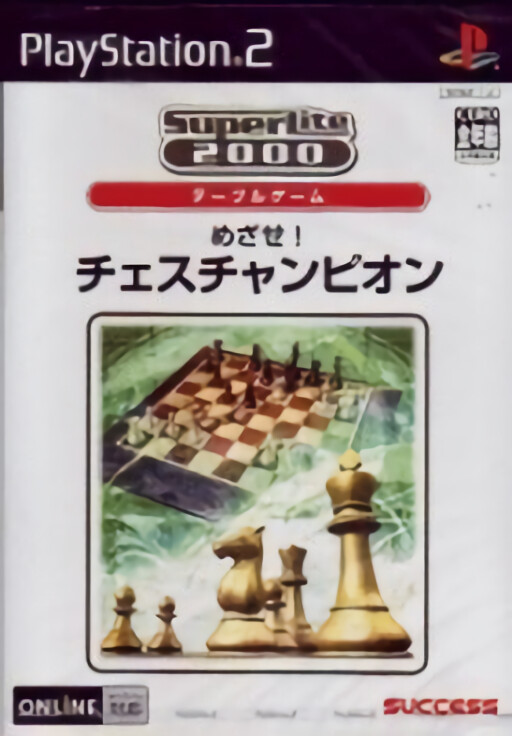 PlayStation.2
SuperLite
2000
テーブルゲーム
めざせ!
チェスチャンピオン
ONLINE
SUCCESS